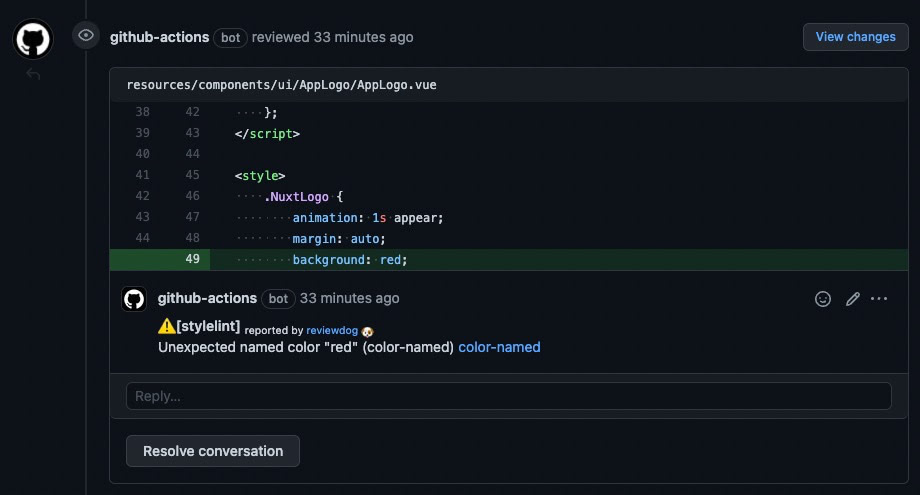 github-actions bot reviewed 33 minutes ago
View changes
resources/components/ui/AppLogo/AppLogo.vue
38 42 ····};
39 43 </script>
40 44
41 45 <style>
42 46 ····.NuxtLogo·{
43 47 ········animation:·1s·appear;
44 48 ········margin:·auto;
49 ········background:·red;
github-actions bot 33 minutes ago
⚠️[stylelint] reported by reviewdog 🐶
Unexpected named color "red" (color-named) color-named
Reply...
Resolve conversation